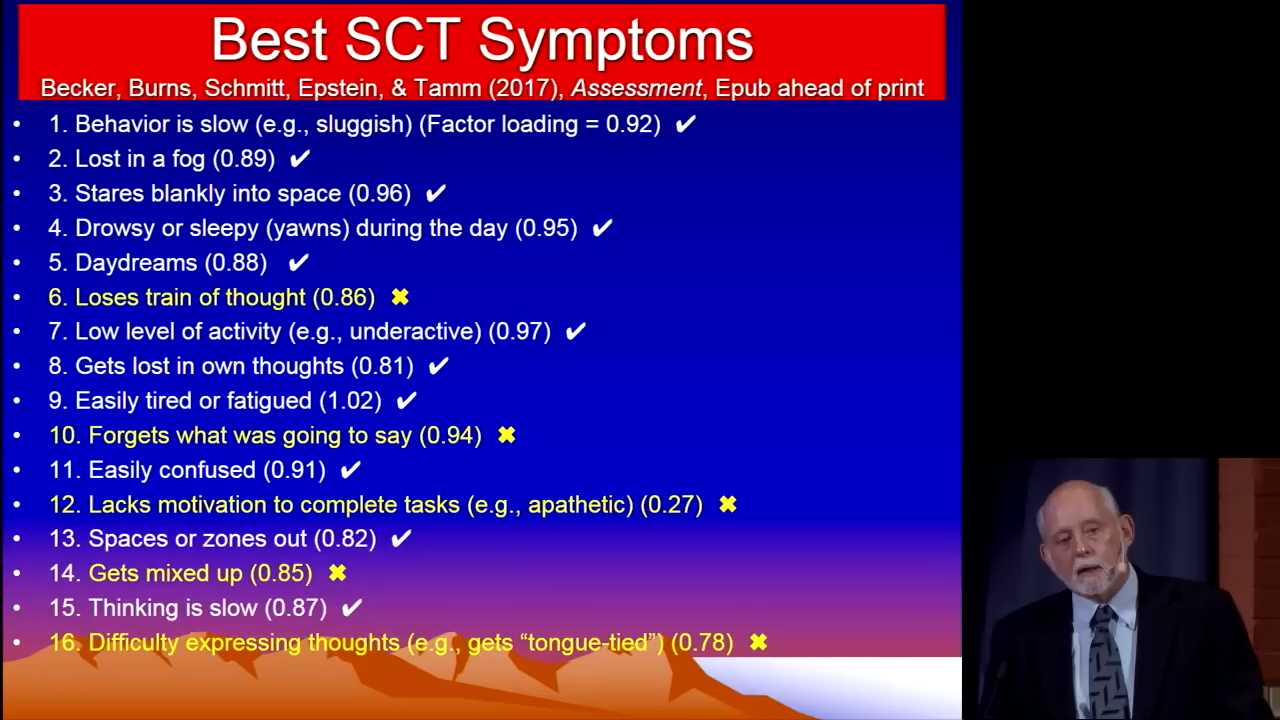 Best SCT Symptoms
Becker, Burns, Schmitt, Epstein, & Tamm (2017), Assessment, Epub ahead of print
• 1. Behavior is slow (e.g., sluggish) (Factor loading = 0.92) ✔
• 2. Lost in a fog (0.89) ✔
• 3. Stares blankly into space (0.96) ✔
• 4. Drowsy or sleepy (yawns) during the day (0.95) ✔
• 5. Daydreams (0.88) ✔
• 6. Loses train of thought (0.86) ✖
• 7. Low level of activity (e.g., underactive) (0.97) ✔
• 8. Gets lost in own thoughts (0.81) ✔
• 9. Easily tired or fatigued (1.02) ✔
• 10. Forgets what was going to say (0.94) ✖
• 11. Easily confused (0.91) ✔
• 12. Lacks motivation to complete tasks (e.g., apathetic) (0.27) ✖
• 13. Spaces or zones out (0.82) ✔
• 14. Gets mixed up (0.85) ✖
• 15. Thinking is slow (0.87) ✔
• 16. Difficulty expressing thoughts (e.g., gets “tongue-tied”) (0.78) ✖